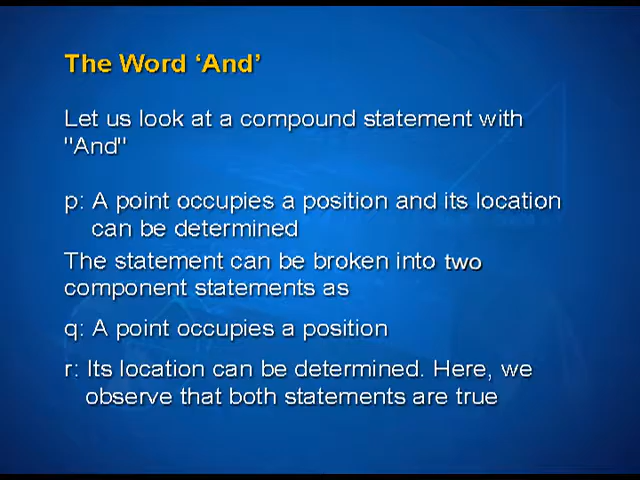 The Word ‘And’
Let us look at a compound statement with
"And"
p: A point occupies a position and its location
can be determined
The statement can be broken into two
component statements as
q: A point occupies a position
r: Its location can be determined. Here, we
observe that both statements are true